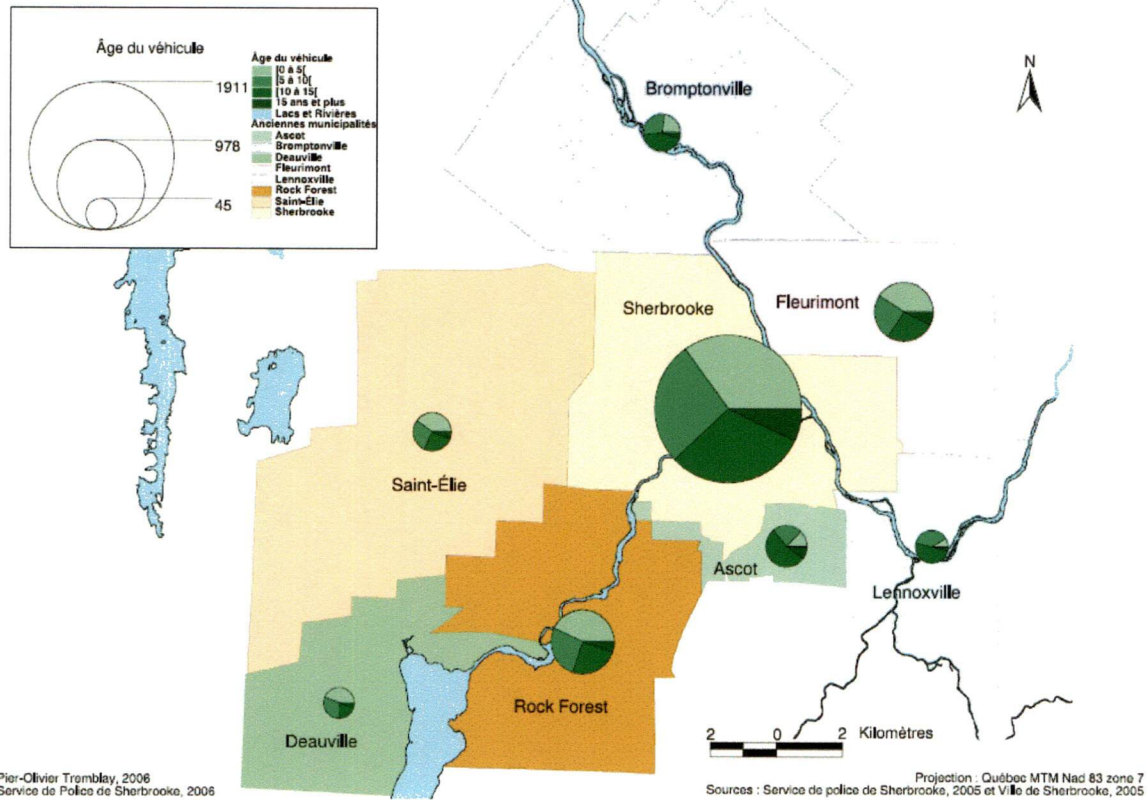 Âge du véhicule
1911
978
45
Âge du véhicule
[0 à 5[
[5 à 10[
[10 à 15[
15 ans et plus
Lacs et Rivières
Anciennes municipalités
Ascot
Bromptonville
Deauville
Fleurimont
Lennoxville
Rock Forest
Saint-Élie
Sherbrooke
N
Bromptonville
Sherbrooke
Fleurimont
Saint-Élie
Ascot
Lennoxville
Rock Forest
Deauville
2 0 2 Kilomètres
Pier-Olivier Tremblay, 2006
Service de Police de Sherbrooke, 2006
Projection : Québec MTM Nad 83 zone 7
Sources : Service de police de Sherbrooke, 2005 et Ville de Sherbrooke, 2005